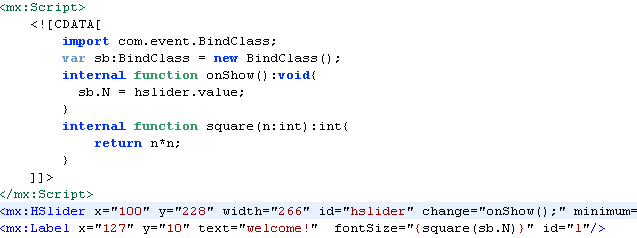 <mx:Script>
<![CDATA[
import com.event.BindClass;
var sb:BindClass = new BindClass();
internal function onShow():void{
sb.N = hslider.value;
}
internal function square(n:int):int{
return n*n;
}
]]>
</mx:Script>
<mx:HSlider x="100" y="228" width="266" id="hslider" change="onShow();" minimum=
<mx:Label x="127" y="10" text="welcome!" fontSize="{square(sb.N)}" id="l"/>